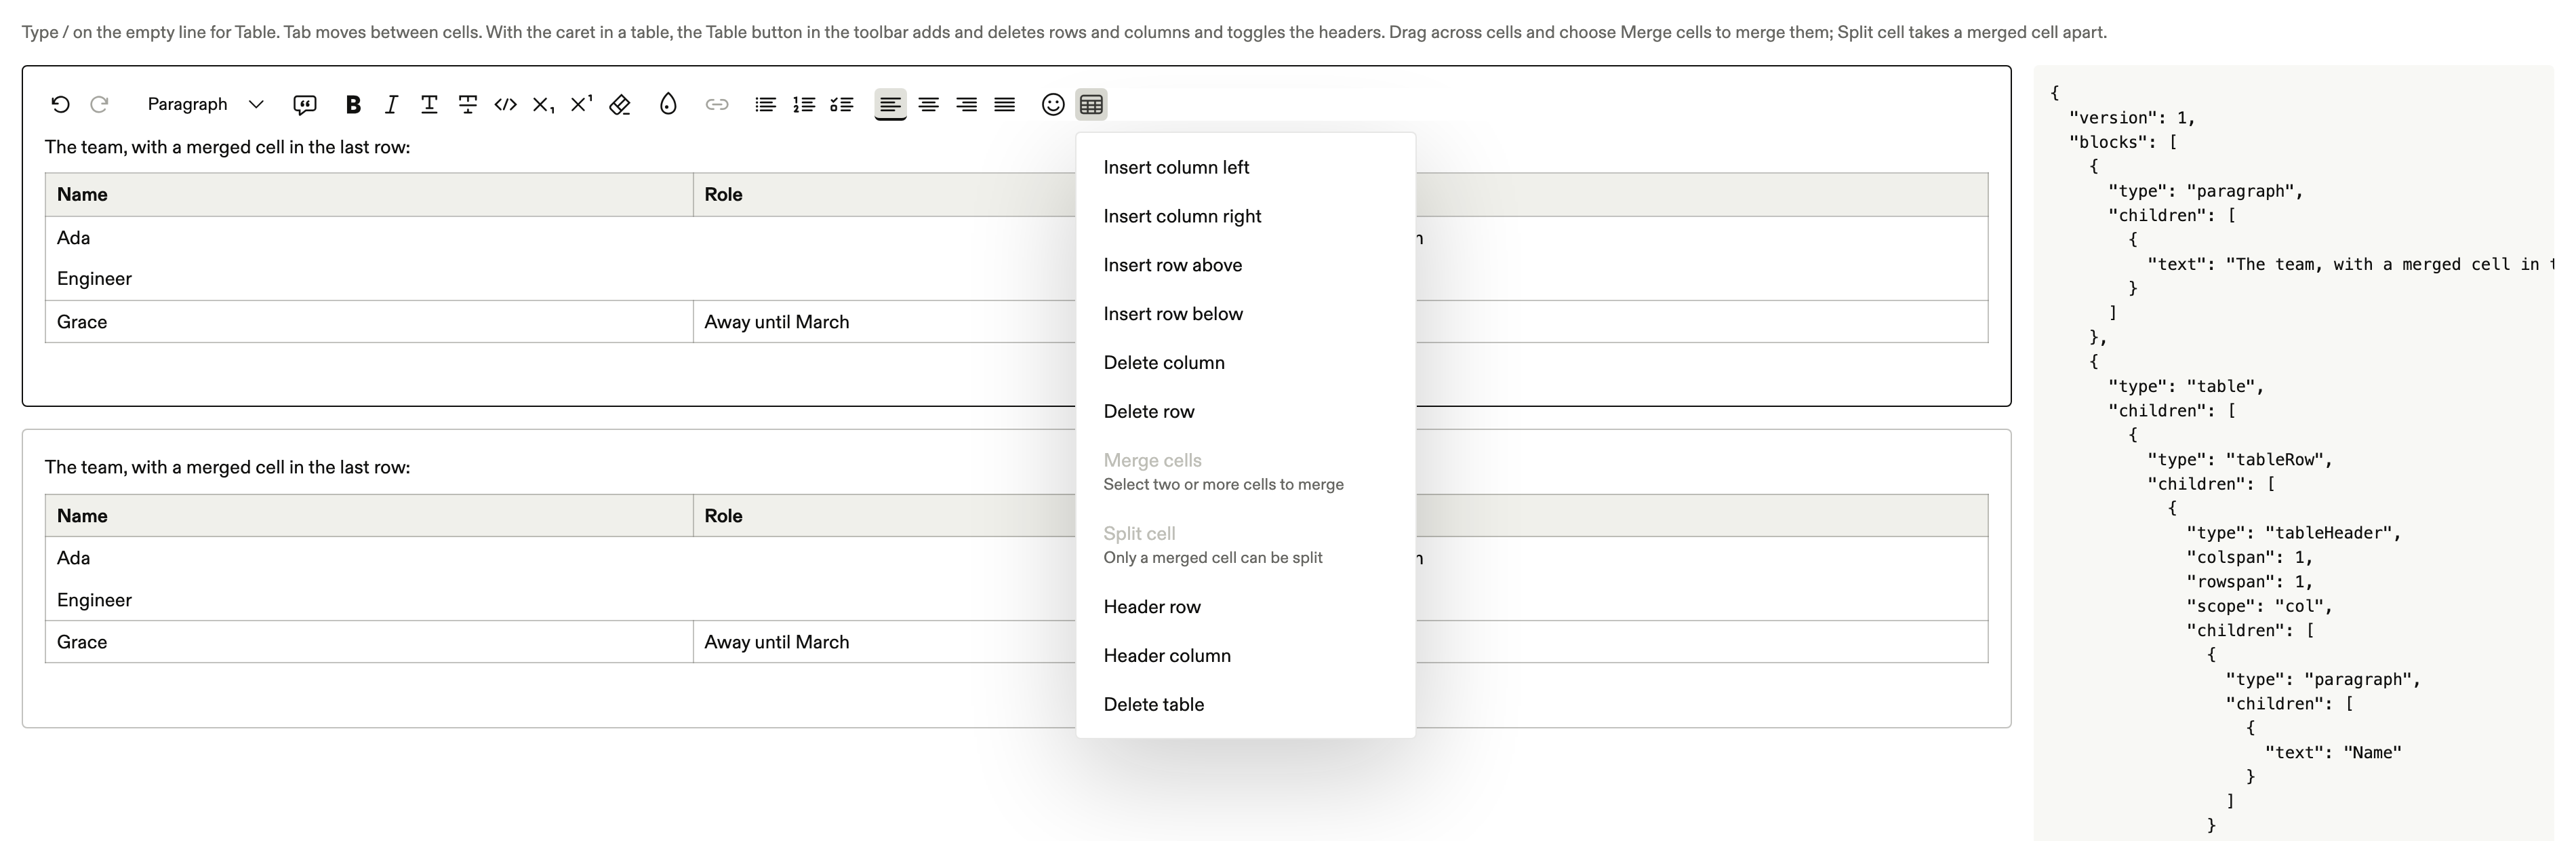 Type / on the empty line for Table. Tab moves between cells. With the caret in a table, the Table button in the toolbar adds and deletes rows and columns and toggles the headers. Drag across cells and choose Merge cells to merge them; Split cell takes a merged cell apart.
Paragraph
The team, with a merged cell in the last row:
Name Role
Ada
Engineer
Grace Away until March
Insert column left
Insert column right
Insert row above
Insert row below
Delete column
Delete row
Merge cells
Select two or more cells to merge
Split cell
Only a merged cell can be split
Header row
Header column
Delete table
The team, with a merged cell in the last row:
Name Role
Ada
Engineer
Grace Away until March
{
"version": 1,
"blocks": [
{
"type": "paragraph",
"children": [
{
"text": "The team, with a merged cell in
}
]
},
{
"type": "table",
"children": [
{
"type": "tableRow",
"children": [
{
"type": "tableHeader",
"colspan": 1,
"rowspan": 1,
"scope": "col",
"children": [
{
"type": "paragraph",
"children": [
{
"text": "Name"
}
]
}